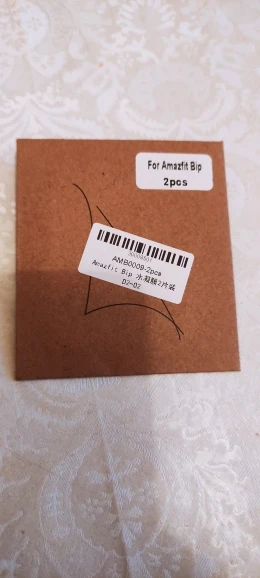 For Amazfit Bip
2pcs
AMB0009-2pcs
Amazfit Bip 水凝膜2片装
D2-02